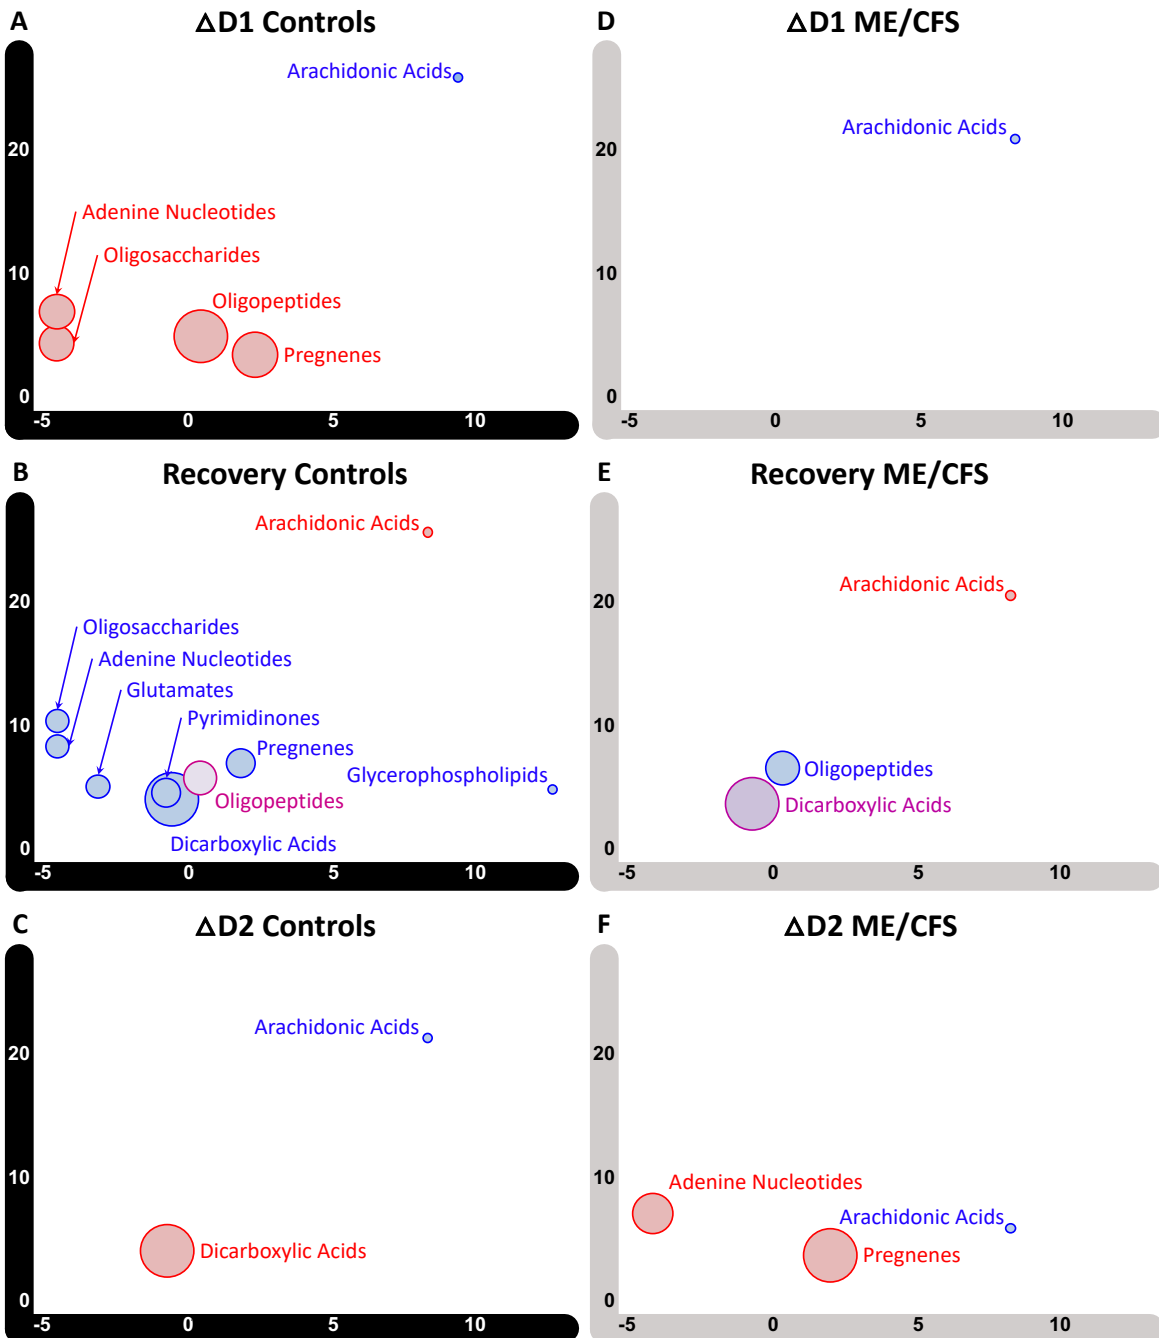 A
△D1 Controls
Arachidonic Acids
20
Adenine Nucleotides
Oligosaccharides
10
Oligopeptides
Pregnenes
0
-5 0 5 10
D
△D1 ME/CFS
Arachidonic Acids
20
10
0
-5 0 5 10
B
Recovery Controls
Arachidonic Acids
20
Oligosaccharides
Adenine Nucleotides
Glutamates
Pyrimidinones
10
Pregnenes
Glycerophospholipids
Oligopeptides
Dicarboxylic Acids
0
-5 0 5 10
E
Recovery ME/CFS
Arachidonic Acids
20
10
Oligopeptides
Dicarboxylic Acids
0
-5 0 5 10
C
△D2 Controls
Arachidonic Acids
20
10
Dicarboxylic Acids
0
-5 0 5 10
F
△D2 ME/CFS
20
10
Adenine Nucleotides
Arachidonic Acids
Pregnenes
0
-5 0 5 10